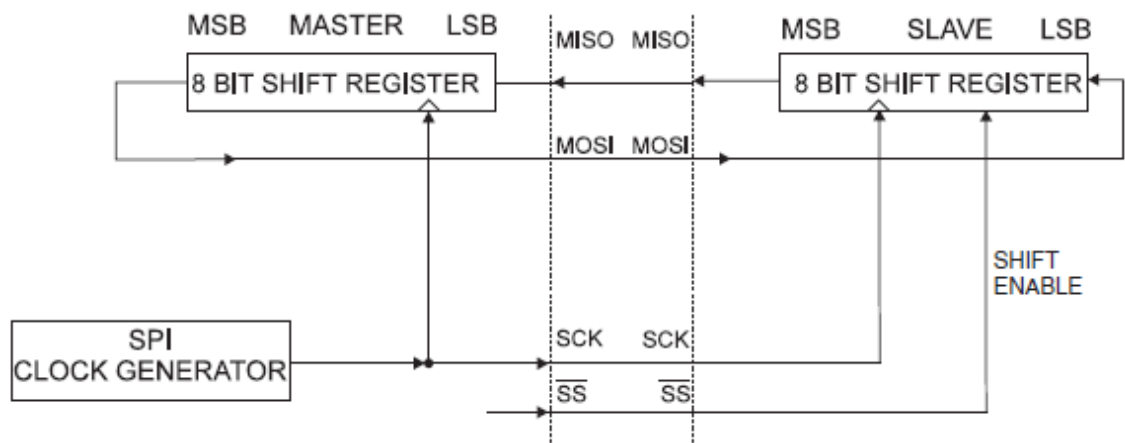 MSB MASTER LSB
8 BIT SHIFT REGISTER
MISO MISO
MSB SLAVE LSB
8 BIT SHIFT REGISTER
MOSI MOSI
SHIFT
ENABLE
SPI
CLOCK GENERATOR
SCK SCK
SS SS